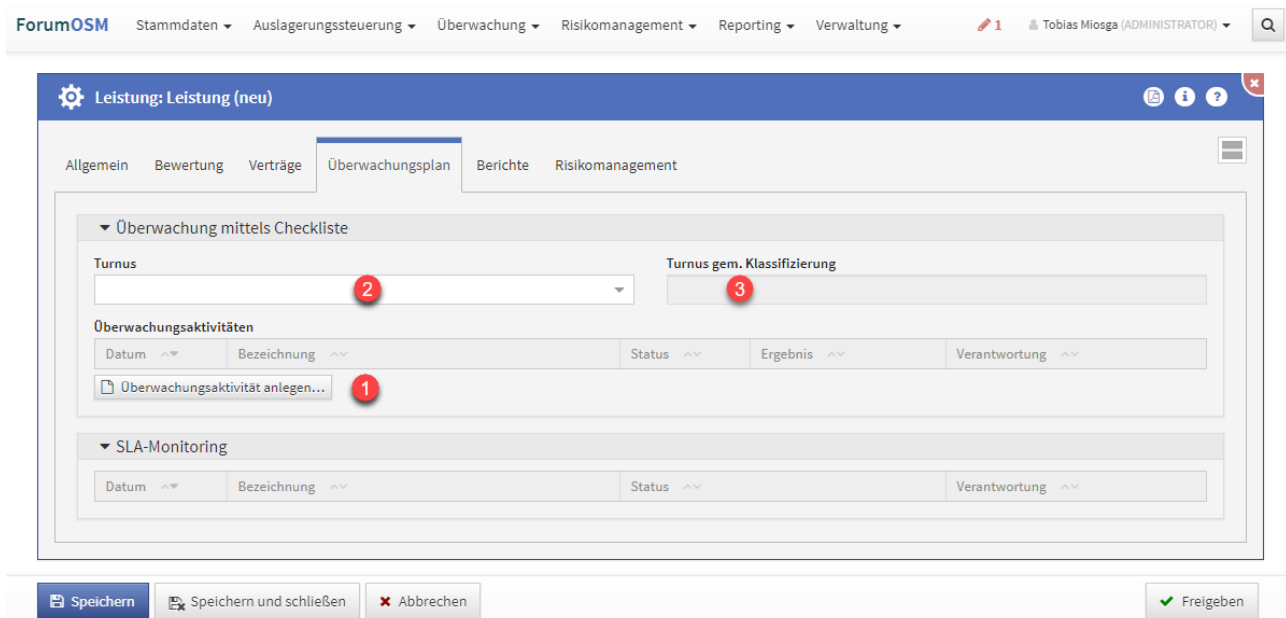 ForumOSM Stammdaten Auslagerungssteuerung Überwachung Risikomanagement Reporting Verwaltung 1 Tobias Miosga (ADMINISTRATOR)
Leistung: Leistung (neu)
Allgemein Bewertung Verträge Überwachungsplan Berichte Risikomanagement
Überwachung mittels Checkliste
Turnus Turnus gem. Klassifizierung
2 3
Überwachungsaktivitäten
Datum Bezeichnung Status Ergebnis Verantwortung
Überwachungsaktivität anlegen... 1
SLA-Monitoring
Datum Bezeichnung Status Verantwortung
Speichern Speichern und schließen Abbrechen Freigeben